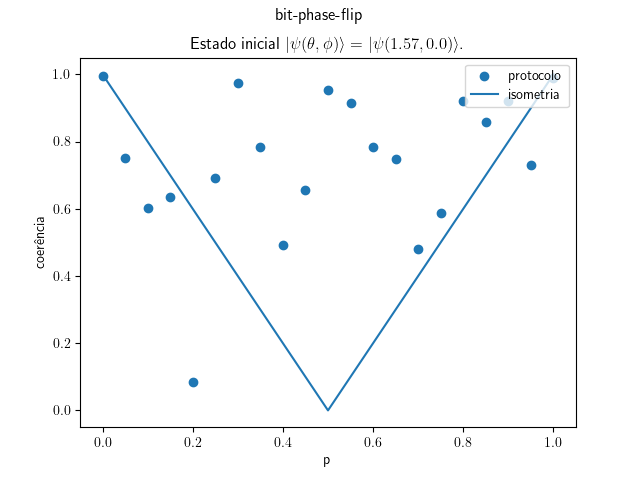 bit-phase-flip
Estado inicial |ψ(θ, ϕ)⟩ = |ψ(1.57, 0.0)⟩.
protocolo
isometria
coerência
1.0
0.8
0.6
0.4
0.2
0.0
0.0 0.2 0.4 0.6 0.8 1.0
p